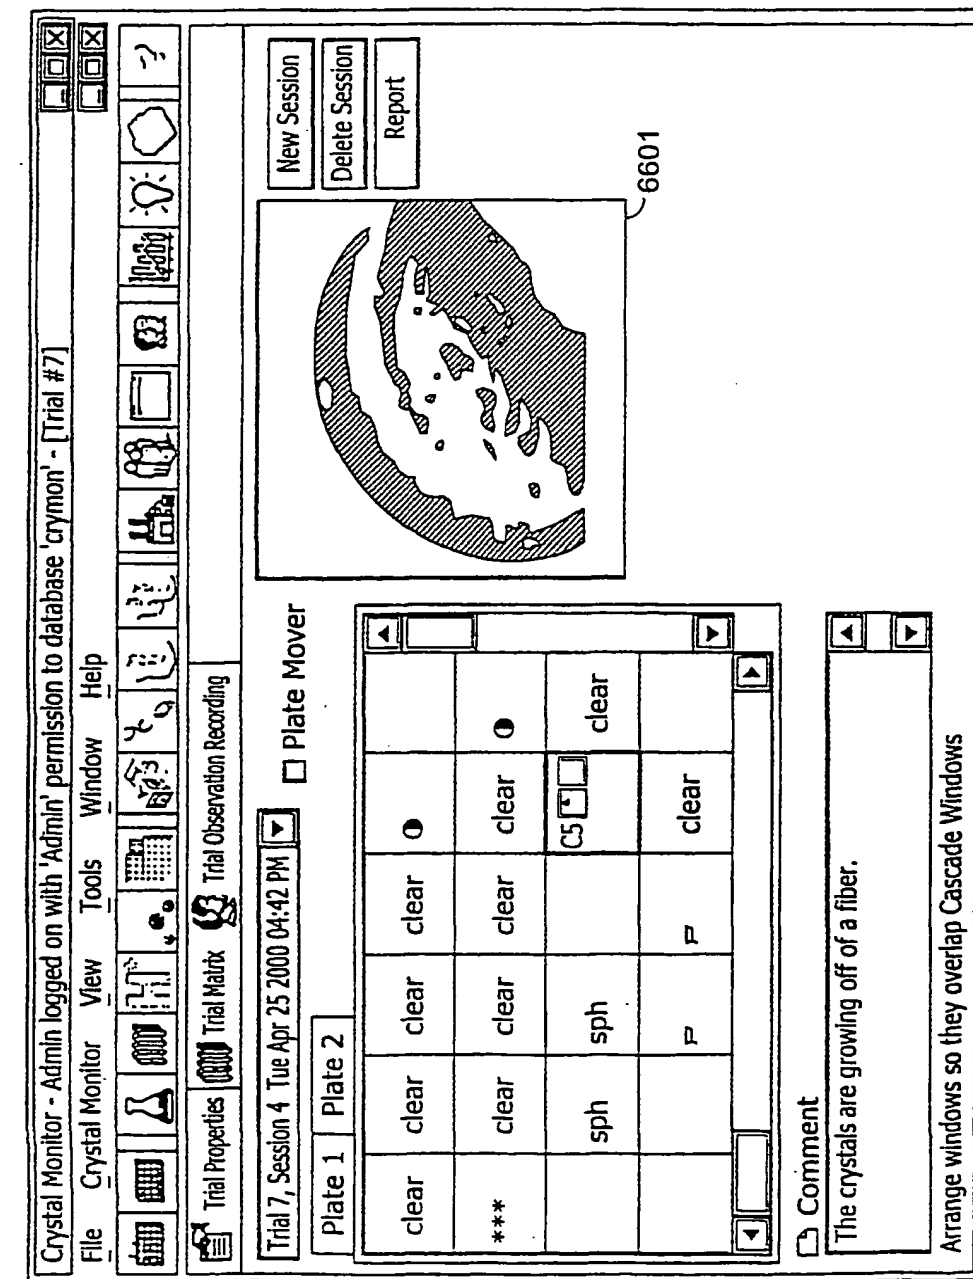 Crystal Monitor - Admin logged on with 'Admin' permission to database 'crymon' - [Trial #7]
File Crystal Monitor View Tools Window Help
?
Trial Properties Trial Matrix Trial Observation Recording
Trial 7, Session 4 Tue Apr 25 2000 04:42 PM
Plate Mover
New Session
Delete Session
Report
Plate 1 Plate 2
clear clear clear clear
*** clear clear clear clear
sph sph C5 clear
clear
6601
Comment
The crystals are growing off of a fiber.
Arrange windows so they overlap Cascade Windows